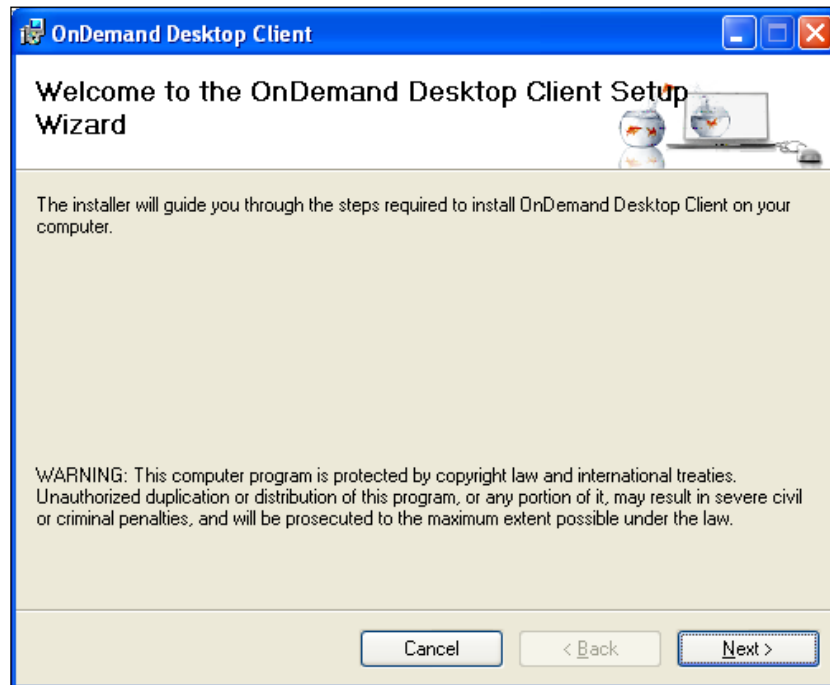 OnDemand Desktop Client
Welcome to the OnDemand Desktop Client Setup
Wizard
The installer will guide you through the steps required to install OnDemand Desktop Client on your
computer.
WARNING: This computer program is protected by copyright law and international treaties.
Unauthorized duplication or distribution of this program, or any portion of it, may result in severe civil
or criminal penalties, and will be prosecuted to the maximum extent possible under the law.
Cancel < Back Next >